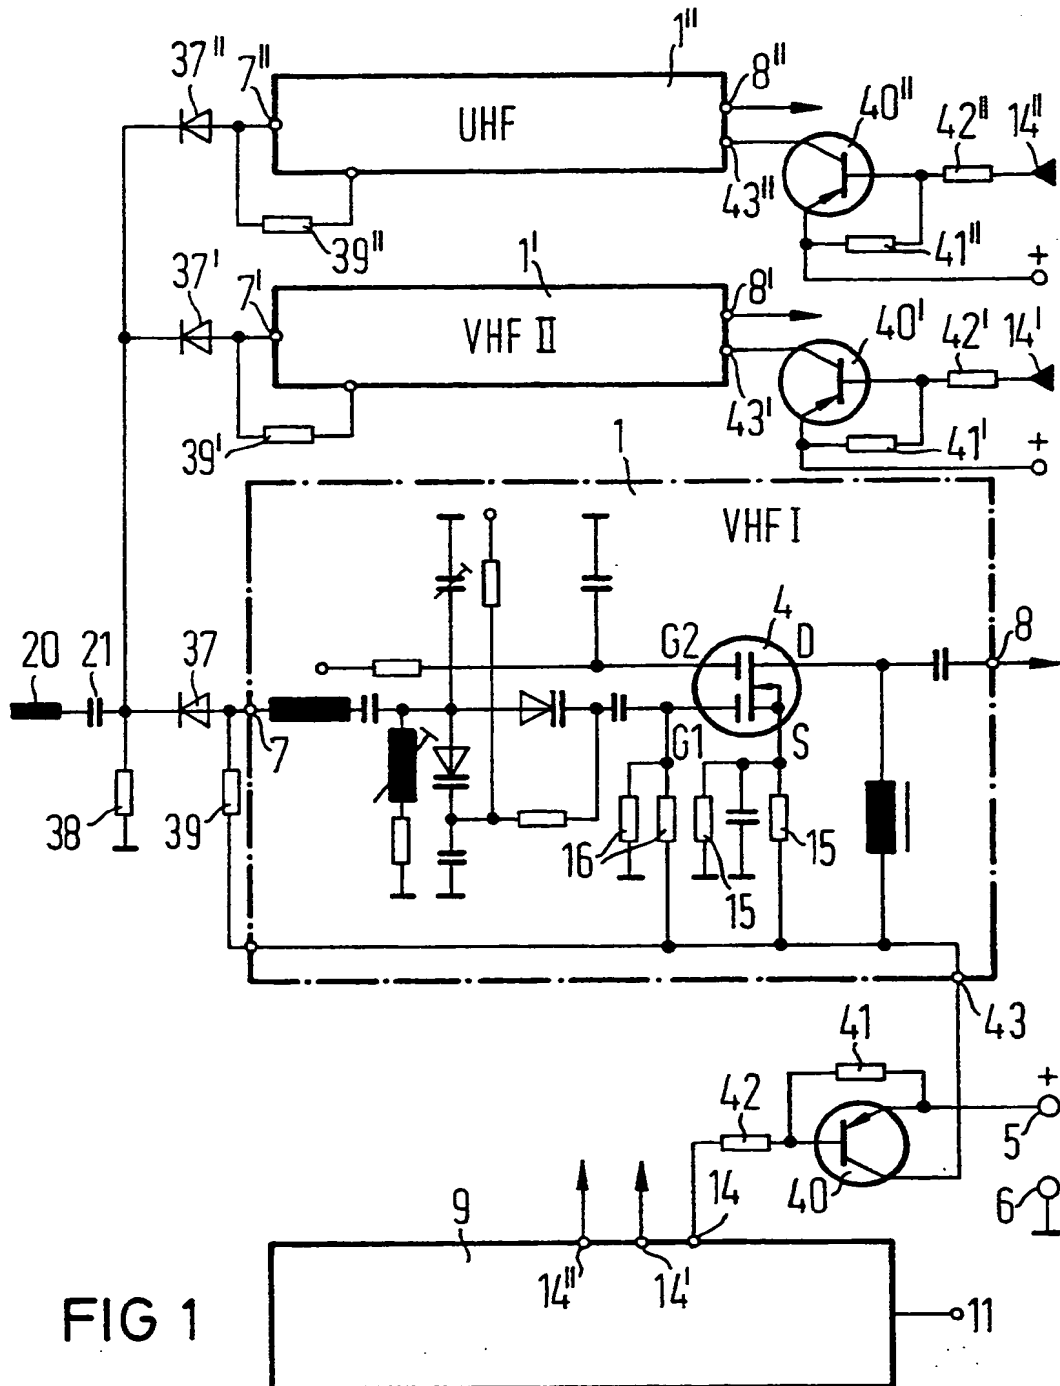 1''
37'' 7'' 8''
UHF 40'' 42'' 14''
43''
39'' 41'' +
37' 7' 1' 8'
VHF II 40' 42' 14'
43'
39' 41' +
1
VHF I
4
20 21 37 G2 D 8
7 G1 S
38 39 16 15 15
43
41
42 + 5
40 6
9 14
14'' 14'
FIG 1 11